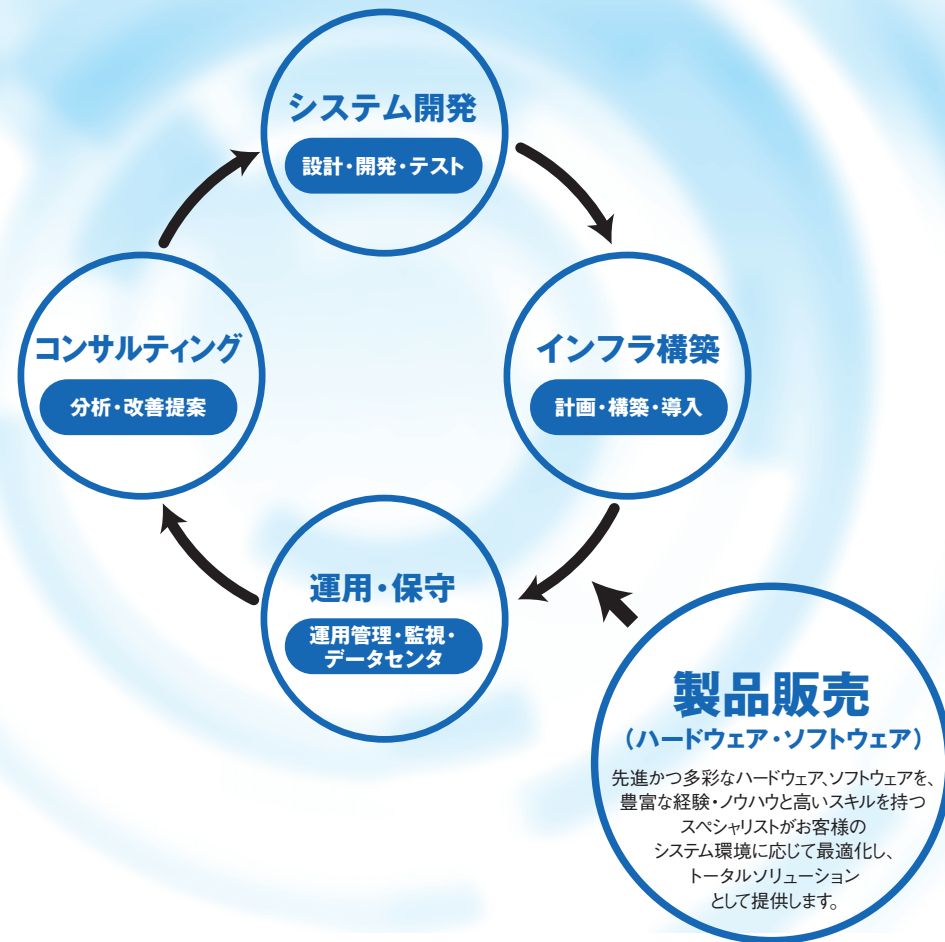 システム開発
設計・開発・テスト
コンサルティング
分析・改善提案
インフラ構築
計画・構築・導入
運用・保守
運用管理・監視・
データセンタ
製品販売
（ハードウェア・ソフトウェア）
先進かつ多彩なハードウェア、ソフトウェアを、
豊富な経験・ノウハウと高いスキルを持つ
スペシャリストがお客様の
システム環境に応じて最適化し、
トータルソリューション
として提供します。